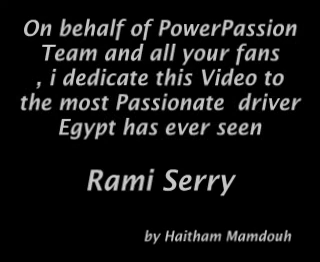 On behalf of PowerPassion
Team and all your fans
, i dedicate this Video to
the most Passionate driver
Egypt has ever seen
Rami Serry
by Haitham Mamdouh